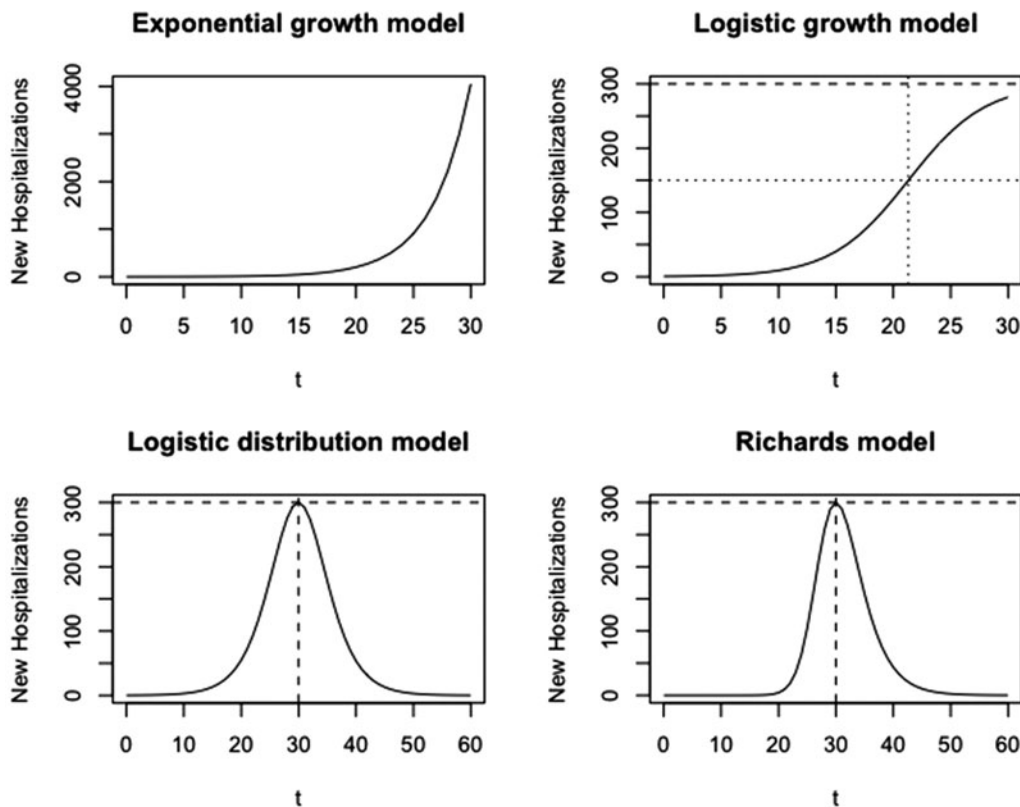 Exponential growth model
New Hospitalizations
4000
2000
0
0 5 10 15 20 25 30
t
Logistic growth model
New Hospitalizations
300
200
100
0
0 5 10 15 20 25 30
t
Logistic distribution model
New Hospitalizations
300
200
100
0
0 10 20 30 40 50 60
t
Richards model
New Hospitalizations
300
200
100
0
0 10 20 30 40 50 60
t